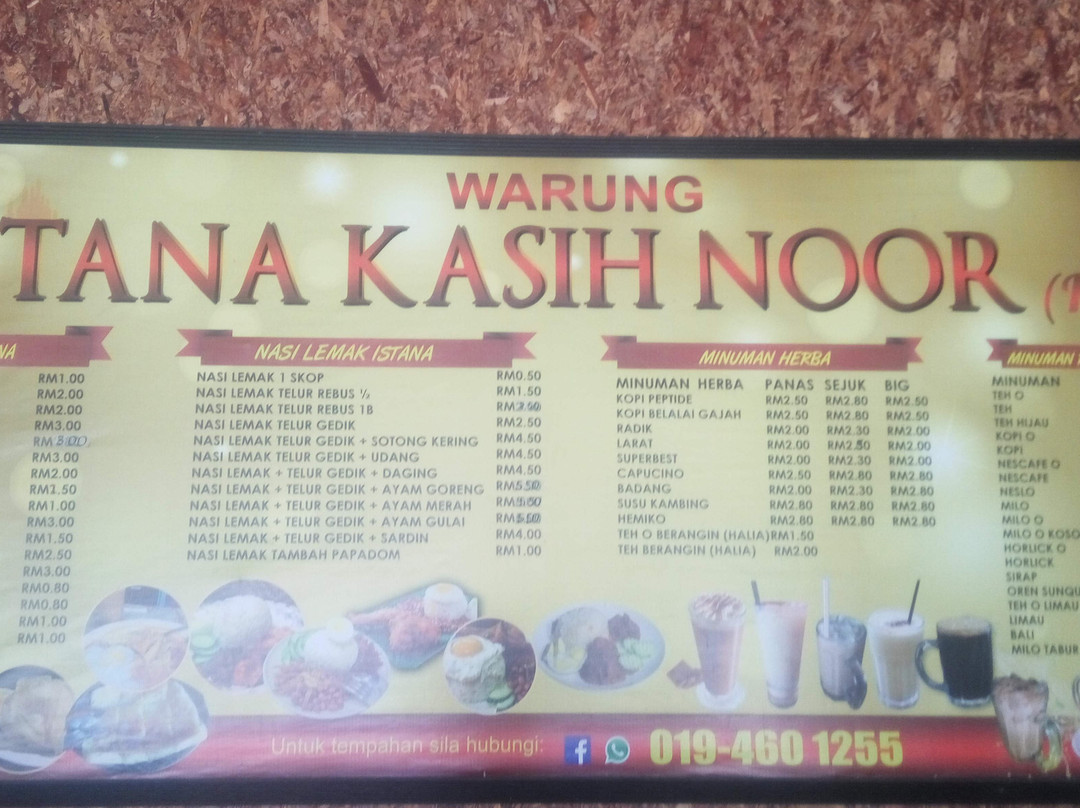 WARUNG
TANA KASIH NOOR
NA
RM1.00
RM2.00
RM2.00
RM3.00
RM 3.00
RM3.00
RM2.00
RM1.50
RM1.00
RM3.00
RM1.50
RM2.50
RM3.00
RM0.80
RM0.80
RM1.00
RM1.00
NASI LEMAK ISTANA
NASI LEMAK 1 SKOP RM0.50
NASI LEMAK TELUR REBUS ½ RM1.50
NASI LEMAK TELUR REBUS 1B
NASI LEMAK TELUR GEDIK RM2.50
NASI LEMAK TELUR GEDIK + SOTONG KERING RM4.50
NASI LEMAK TELUR GEDIK + UDANG RM4.50
NASI LEMAK + TELUR GEDIK + DAGING RM4.50
NASI LEMAK + TELUR GEDIK + AYAM GORENG
NASI LEMAK + TELUR GEDIK + AYAM MERAH
NASI LEMAK + TELUR GEDIK + AYAM GULAI
NASI LEMAK + TELUR GEDIK + SARDIN RM4.00
NASI LEMAK TAMBAH PAPADOM RM1.00
MINUMAN HERBA
MINUMAN HERBA PANAS SEJUK BIG
KOPI PEPTIDE RM2.50 RM2.80 RM2.50
KOPI BELALAI GAJAH RM2.50 RM2.80 RM2.50
RADIK RM2.00 RM2.30 RM2.00
LARAT RM2.00 RM2.30 RM2.00
SUPERBEST RM2.00 RM2.30 RM2.00
CAPUCINO RM2.50 RM2.80 RM2.80
BADANG RM2.00 RM2.30 RM2.80
SUSU KAMBING RM2.80 RM2.80 RM2.80
HEMIKO RM2.80 RM2.80 RM2.80
TEH O BERANGIN (HALIA) RM1.50
TEH BERANGIN (HALIA) RM2.00
MINUMAN
MINUMAN
TEH O
TEH
TEH HIJAU
KOPI O
KOPI
NESCAFE O
NESCAFE
NESLO
MILO
MILO O
MILO O KOSO
HORLICK O
HORLICK
SIRAP
OREN SUNQU
TEH O LIMAU
LIMAU
BALI
MILO TABUR
Untuk tempahan sila hubungi: 019-460 1255